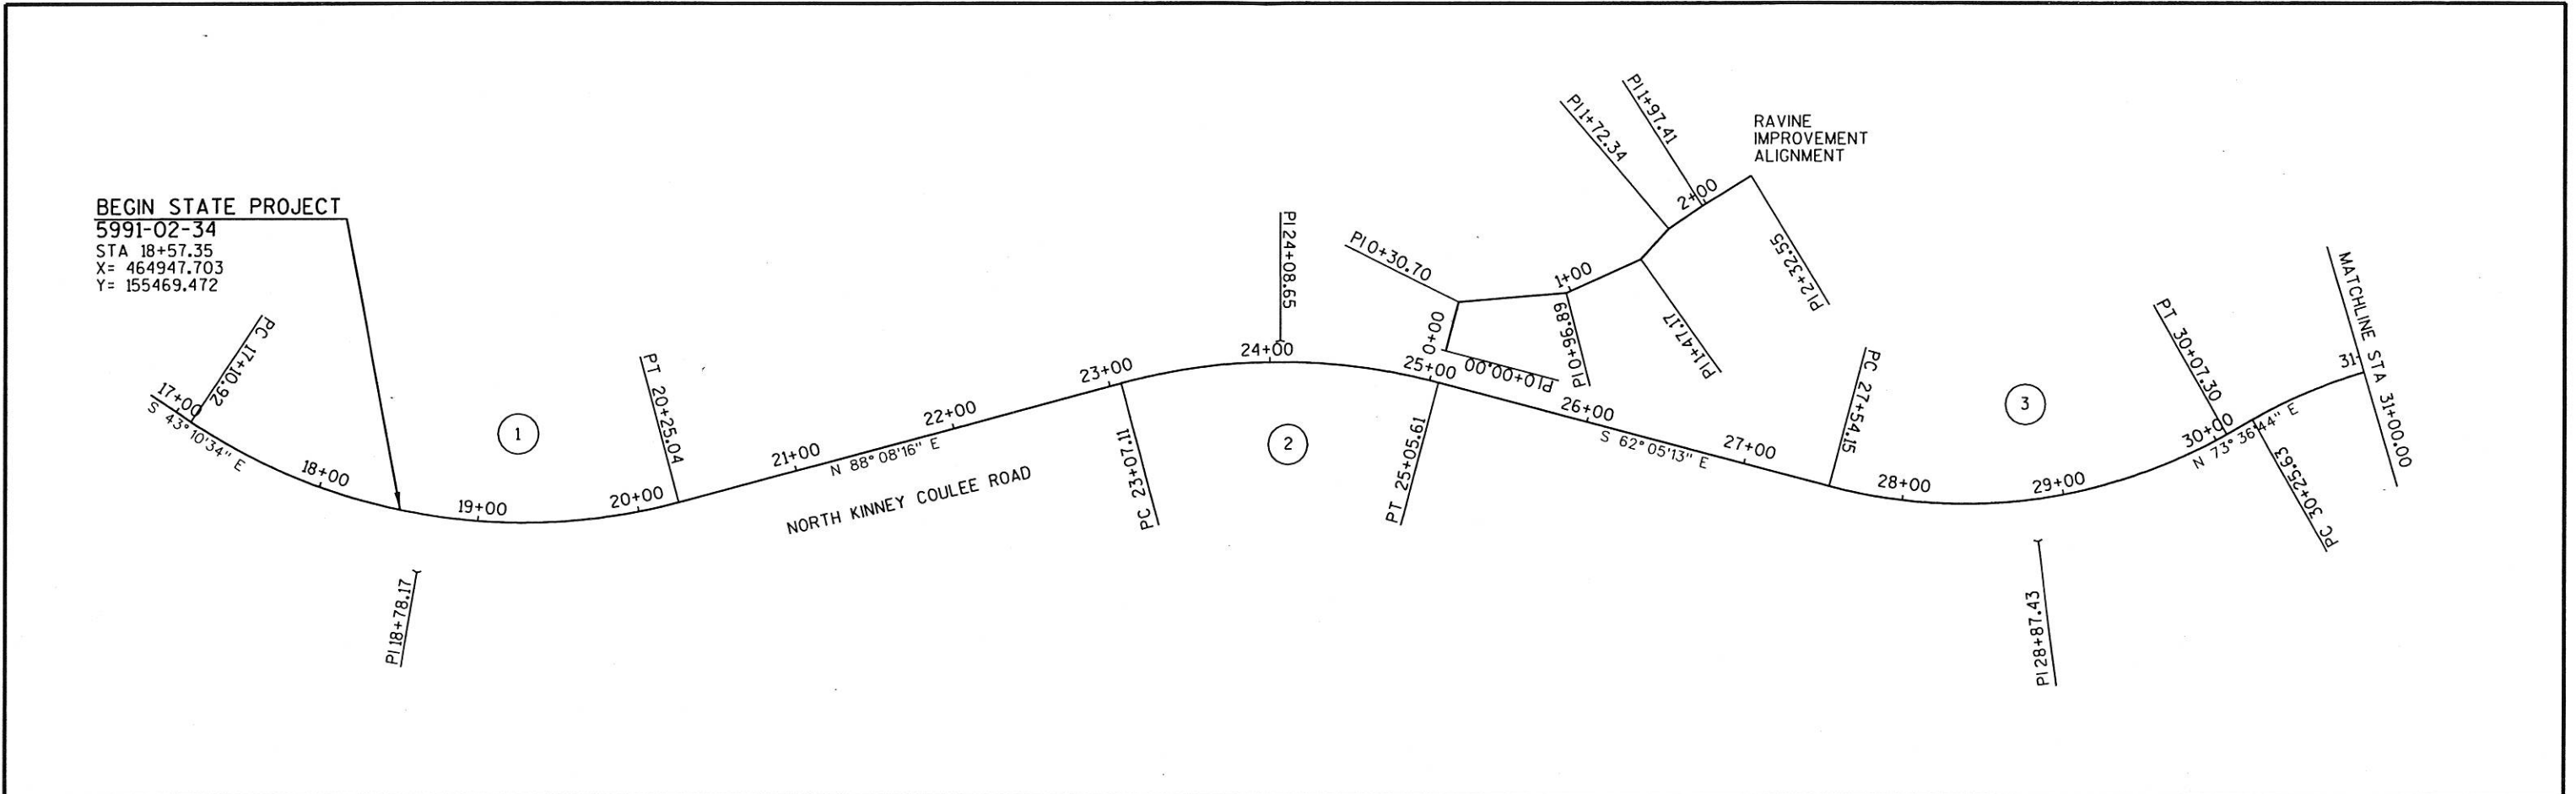 BEGIN STATE PROJECT
5991-02-34
STA 18+57.35
X= 464947.703
Y= 155469.472
PC 17+10.92
17+00
S 43° 10'34" E
18+00
1
19+00
20+00
PI 18+78.17
PT 20+25.04
21+00
N 88° 08'16" E
22+00
NORTH KINNEY COULEE ROAD
23+00
PC 23+07.11
PI 24+08.65
24+00
2
25+00
PT 25+05.61
PI 0+30.70
0+00
PI 0+00.00
1+00
PI 0+96.89
PI 1+47.17
PI 1+72.34
PI 1+97.41
2+00
RAVINE
IMPROVEMENT
ALIGNMENT
PI 2+32.55
26+00
S 62° 05'13" E
27+00
PC 27+54.15
28+00
3
29+00
PI 28+87.43
PT 30+07.30
30+00
N 73° 36'44" E
PC 30+25.63
31
MATCHLINE STA 31+00.00